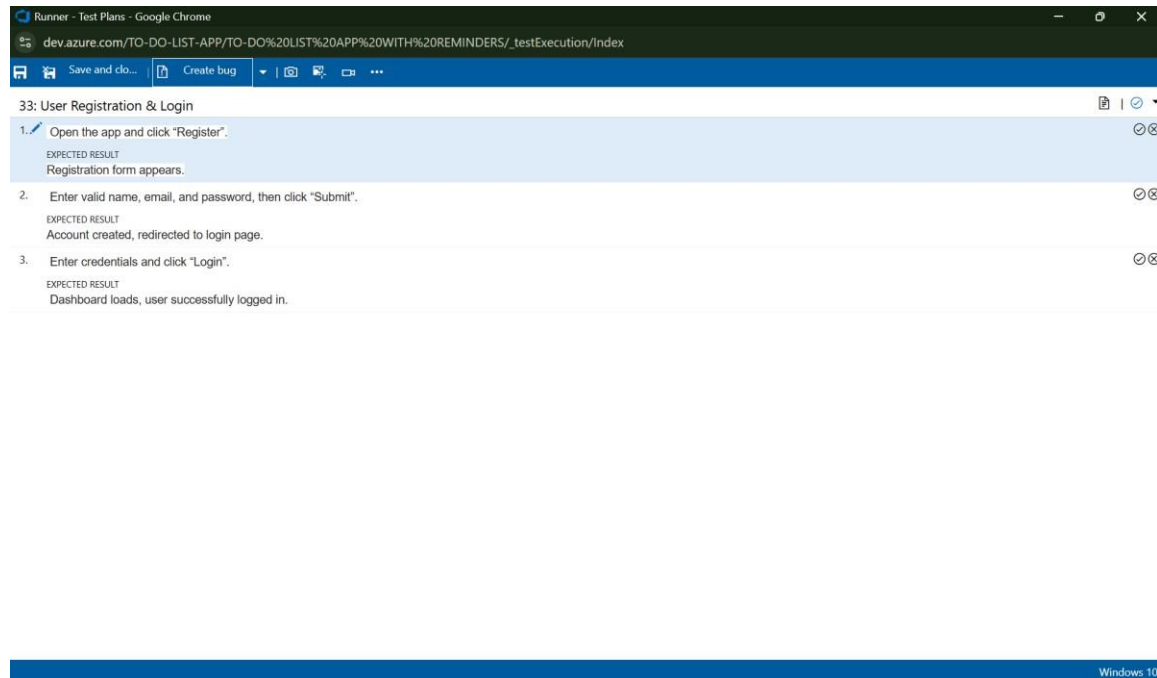 Runner - Test Plans - Google Chrome
dev.azure.com/TO-DO-LIST-APP/TO-DO%20LIST%20APP%20WITH%20REMINDERS/_testExecution/Index
Save and clo... Create bug
33: User Registration & Login
1. Open the app and click “Register”.
EXPECTED RESULT
Registration form appears.
2. Enter valid name, email, and password, then click “Submit”.
EXPECTED RESULT
Account created, redirected to login page.
3. Enter credentials and click “Login”.
EXPECTED RESULT
Dashboard loads, user successfully logged in.
Windows 10